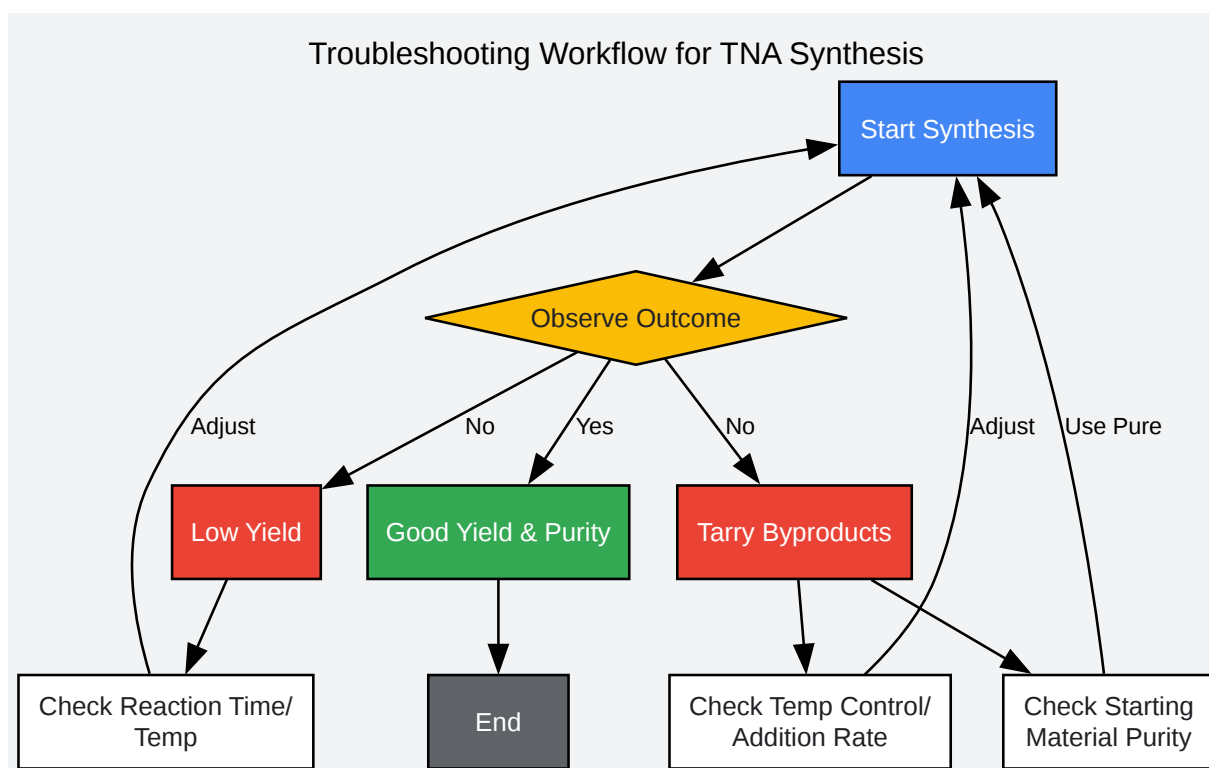 Troubleshooting Workflow for TNA Synthesis
Start Synthesis
Observe Outcome
Adjust
No
Yes
No
Adjust
Use Pure
Low Yield
Good Yield & Purity
Tarry Byproducts
Check Reaction Time/
Temp
End
Check Temp Control/
Addition Rate
Check Starting
Material Purity